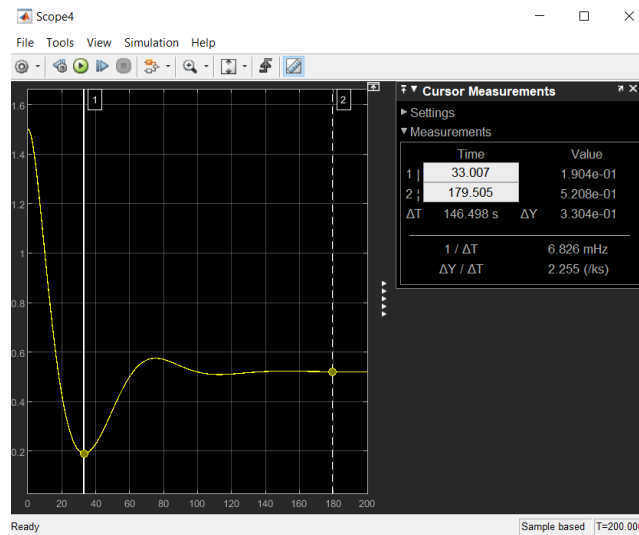 Scope4
File Tools View Simulation Help
1.6
1.4
1.2
1
0.8
0.6
0.4
0.2
0 20 40 60 80 100 120 140 160 180 200
1
2
Cursor Measurements
Settings
Measurements
Time Value
1 | 33.007 1.904e-01
2 ¦ 179.505 5.208e-01
ΔT 146.498 s ΔY 3.304e-01
1 / ΔT 6.826 mHz
ΔY / ΔT 2.255 (/ks)
Ready
Sample based T=200.00